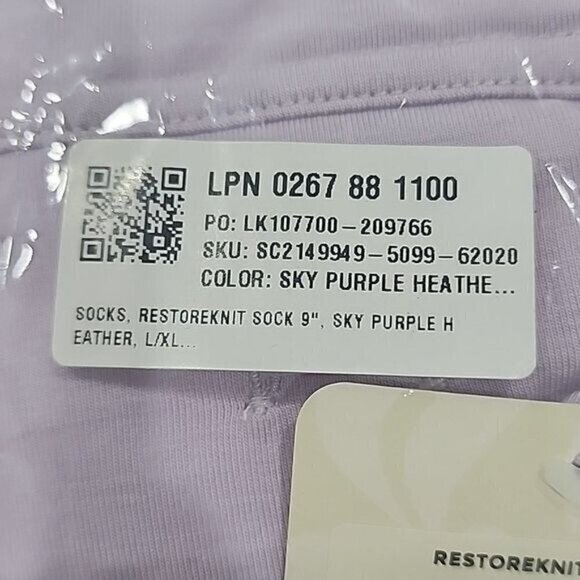 LPN 0267 88 1100
PO: LK107700-209766
SKU: SC2149949-5099-62020
COLOR: SKY PURPLE HEATHE...
SOCKS, RESTOREKNIT SOCK 9", SKY PURPLE H
EATHER, L/XL...
RESTOREKNIT